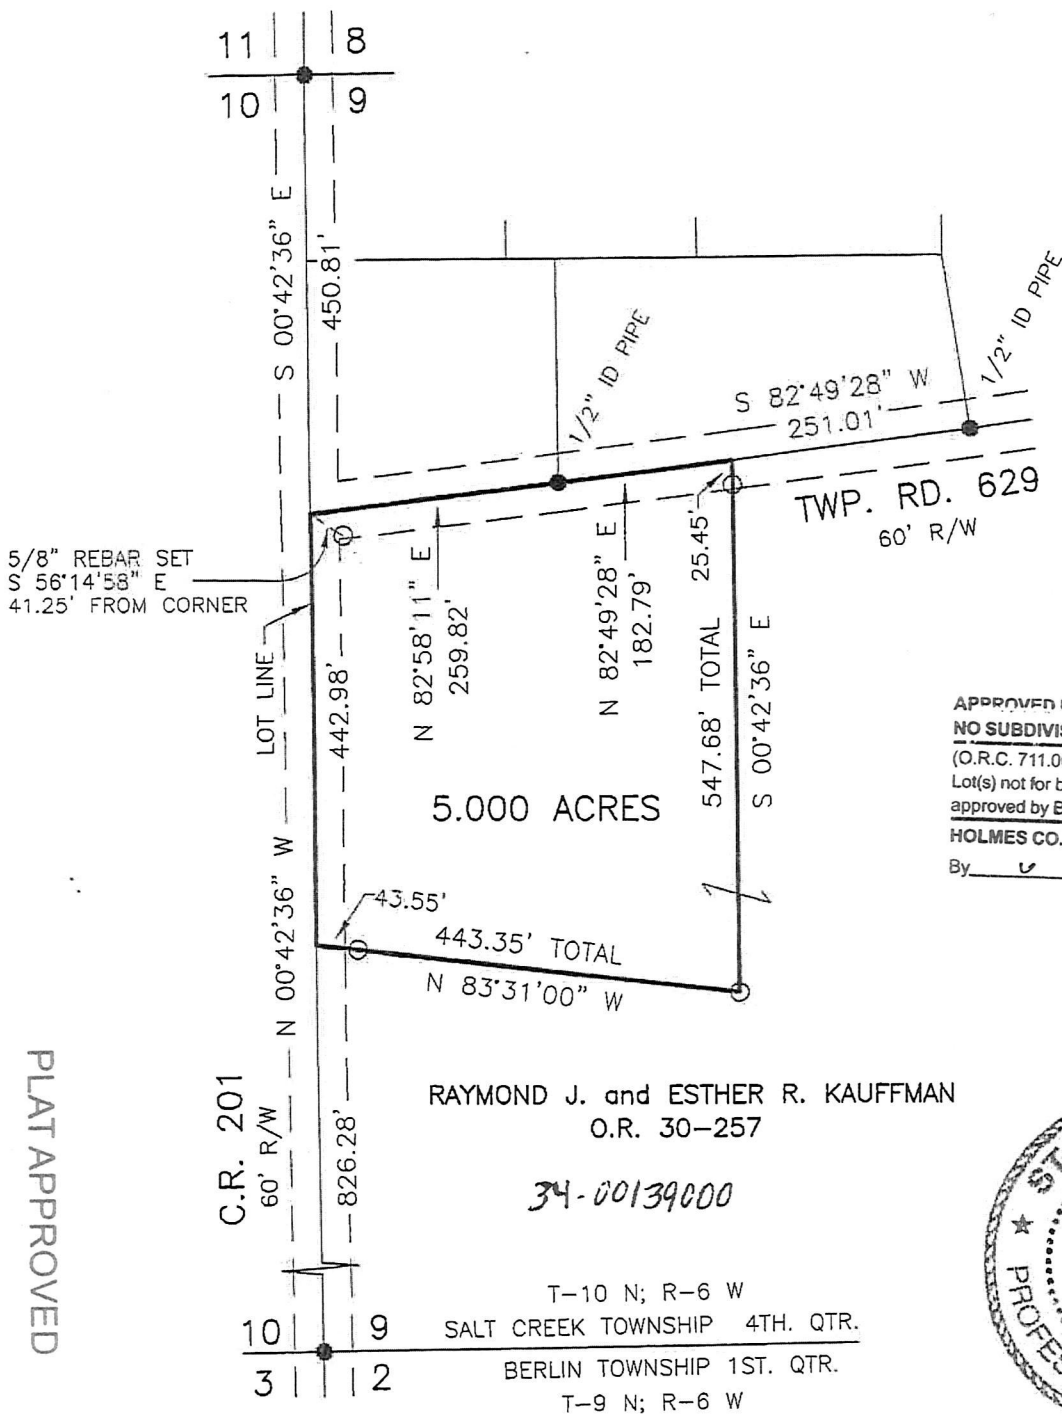 11 8
10 9
S 00°42'36" E
450.81'
1/2" ID PIPE
1/2" ID PIPE
S 82°49'28" W
251.01'
TWP. RD. 629
60' R/W
5/8" REBAR SET
S 56°14'58" E
41.25' FROM CORNER
LOT LINE
442.98'
N 82°58'11" E
259.82'
N 82°49'28" E
182.79'
25.45'
547.68' TOTAL
S 00°42'36" E
5.000 ACRES
APPROVED
NO SUBDIVIS
(O.R.C. 711.0
Lot(s) not for b
approved by B
HOLMES CO.
By
N 00°42'36" W
43.55'
443.35' TOTAL
N 83°31'00" W
C.R. 201
60' R/W
826.28'
RAYMOND J. and ESTHER R. KAUFFMAN
O.R. 30-257
34-00139000
PLAT APPROVED
T-10 N; R-6 W
SALT CREEK TOWNSHIP 4TH. QTR.
10 9
3 2
BERLIN TOWNSHIP 1ST. QTR.
T-9 N; R-6 W
ST
★ PROFES